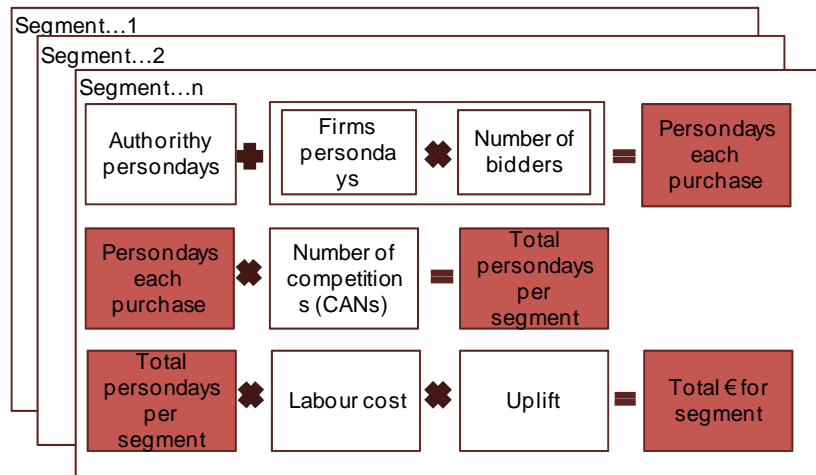 Segment...1
Segment...2
Segment...n
Authorithy
persondays
Firms
personda
ys
Number of
bidders
Persondays
each
purchase
Persondays
each
purchase
Number of
competition
s (CANs)
Total
persondays
per
segment
Total
persondays
per
segment
Labour cost
Uplift
Total € for
segment